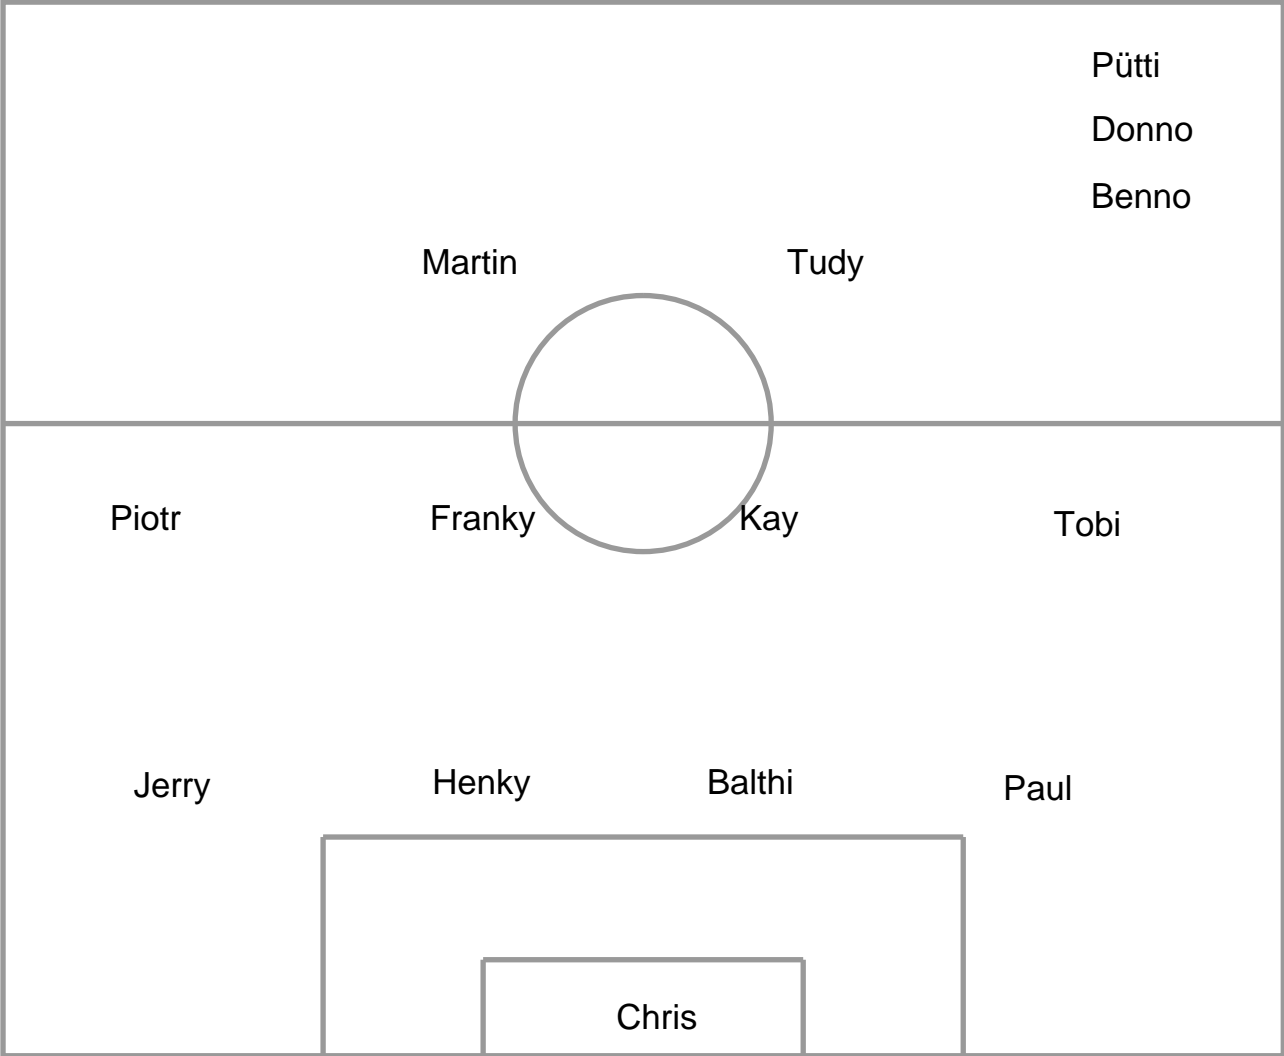 Pütti
Donno
Benno
Martin Tudy
Piotr Franky Kay Tobi
Jerry Henky Balthi Paul
Chris